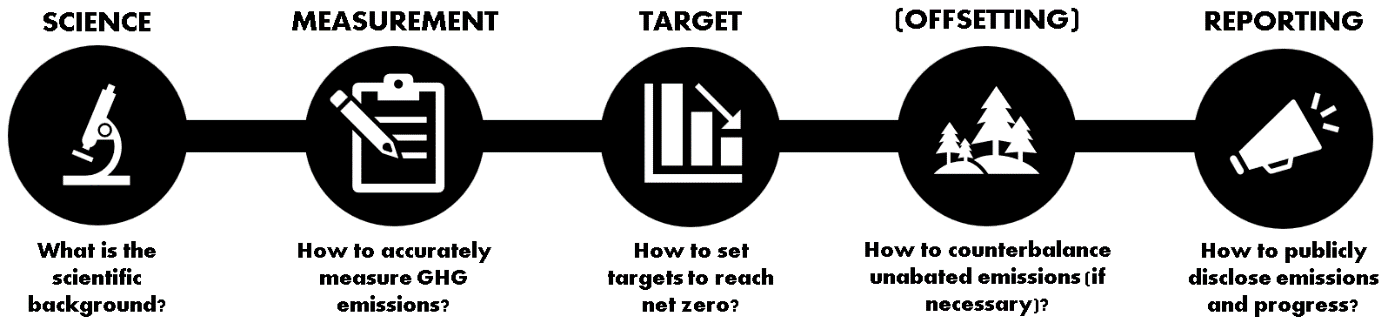 SCIENCE
MEASUREMENT
TARGET
(OFFSETTING)
REPORTING
What is the
scientific
background?
How to accurately
measure GHG
emissions?
How to set
targets to reach
net zero?
How to counterbalance
unabated emissions (if
necessary)?
How to publicly
disclose emissions
and progress?